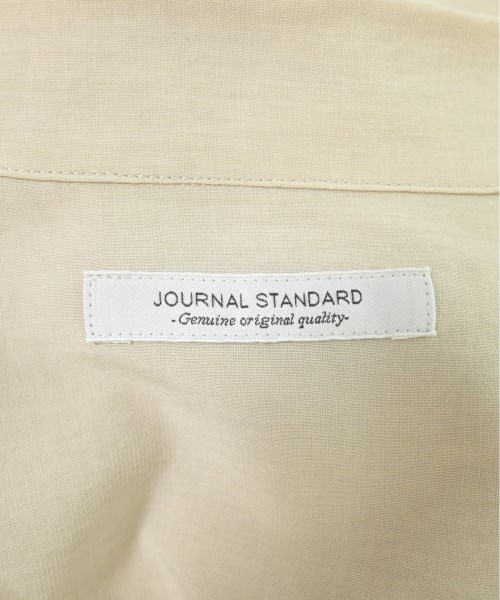 JOURNAL STANDARD
-Genuine original quality-